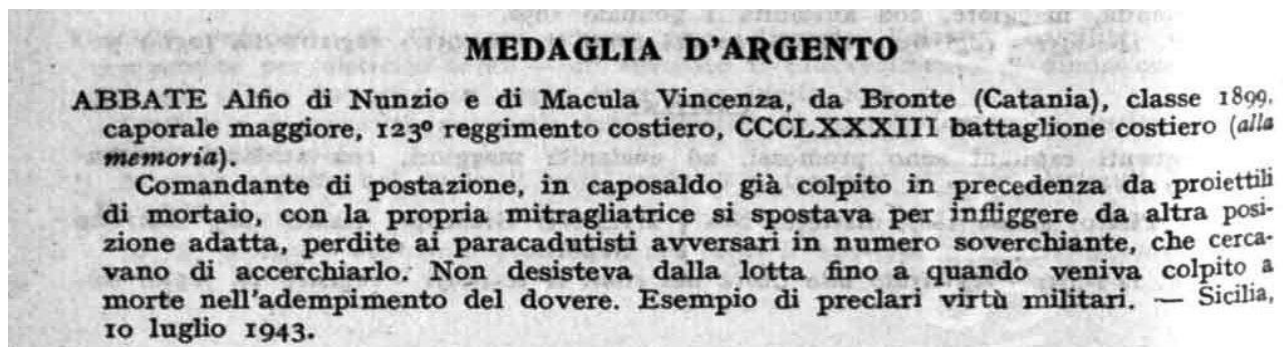 MEDAGLIA D'ARGENTO
ABBATE Alfio di Nunzio e di Macula Vincenza, da Bronte (Catania), classe 1899,
caporale maggiore, 123º reggimento costiero, CCCLXXXIII battaglione costiero (alla
memoria).
Comandante di postazione, in caposaldo già colpito in precedenza da proiettili
di mortaio, con la propria mitragliatrice si spostava per infliggere da altra posi-
zione adatta, perdite ai paracadutisti avversari in numero soverchiante, che cerca-
vano di accerchiarlo. Non desisteva dalla lotta fino a quando veniva colpito a
morte nell'adempimento del dovere. Esempio di preclari virtù militari. — Sicilia,
10 luglio 1943.